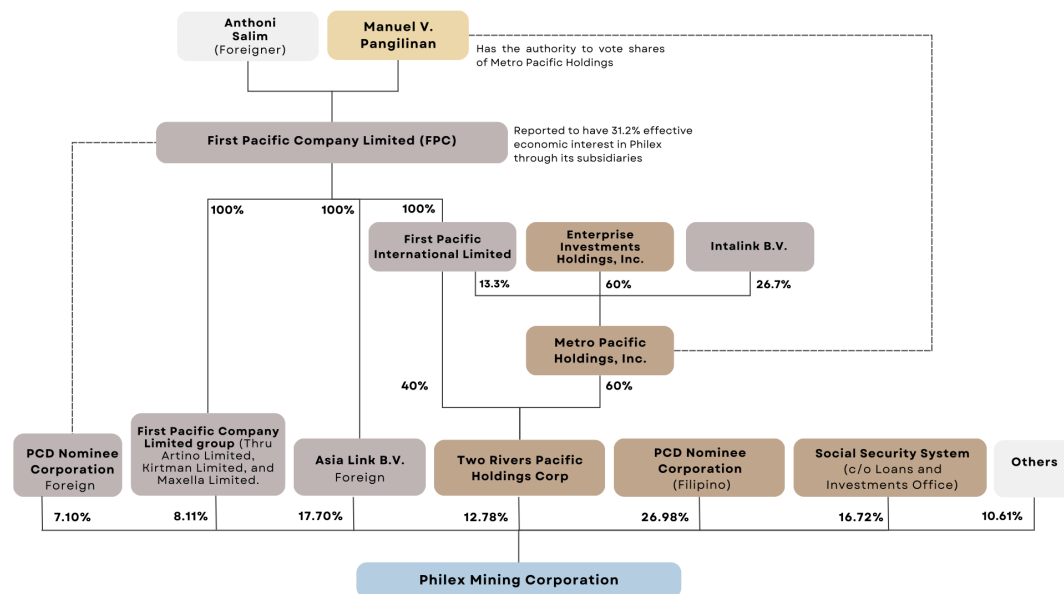 Anthoni
Salim
(Foreigner)
Manuel V.
Pangilinan
Has the authority to vote shares
of Metro Pacific Holdings
First Pacific Company Limited (FPC)
Reported to have 31.2% effective
economic interest in Philex
through its subsidiaries
100%
100%
100%
First Pacific
International Limited
Enterprise
Investments
Holdings, Inc.
Intalink B.V.
13.3%
60%
26.7%
Metro Pacific
Holdings, Inc.
40%
60%
PCD Nominee
Corporation
Foreign
First Pacific Company
Limited group (Thru
Artino Limited,
Kirtman Limited, and
Maxella Limited.
Asia Link B.V.
Foreign
Two Rivers Pacific
Holdings Corp
PCD Nominee
Corporation
(Filipino)
Social Security System
(c/o Loans and
Investments Office)
Others
7.10%
8.11%
17.70%
12.78%
26.98%
16.72%
10.61%
Philex Mining Corporation